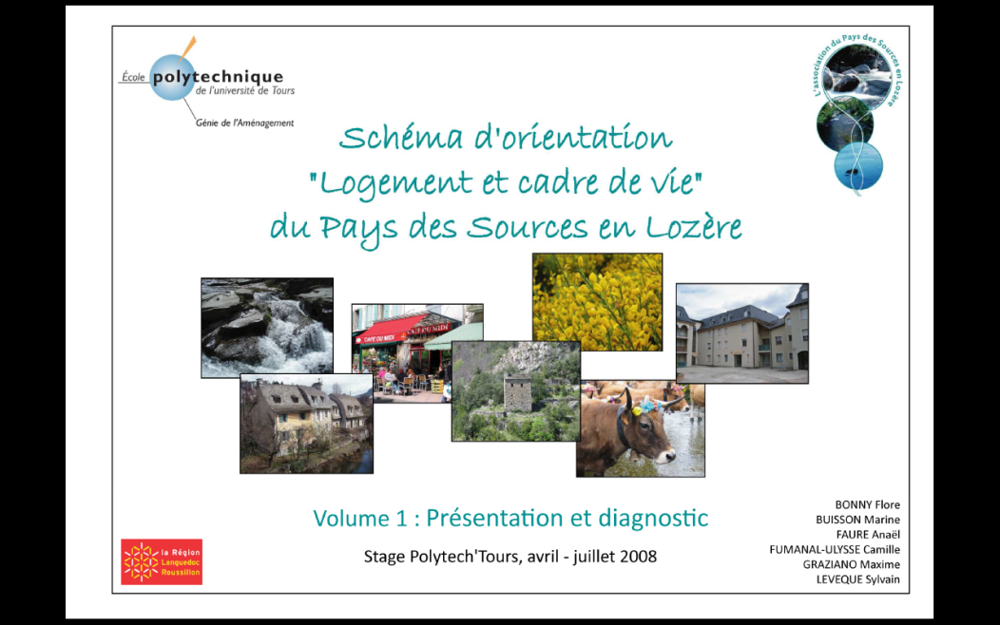 École polytechnique
de l'université de Tours
Génie de l'Aménagement
L'association du Pays des Sources en Lozère
Schéma d'orientation
"Logement et cadre de vie"
du Pays des Sources en Lozère
CAFE DU MIDI
CAFE DU MIDI
Volume 1 : Présentation et diagnostic
Stage Polytech'Tours, avril - juillet 2008
la Région
Languedoc
Roussillon
BONNY Flore
BUISSON Marine
FAURE Anaël
FUMANAL-ULYSSE Camille
GRAZIANO Maxime
LEVEQUE Sylvain